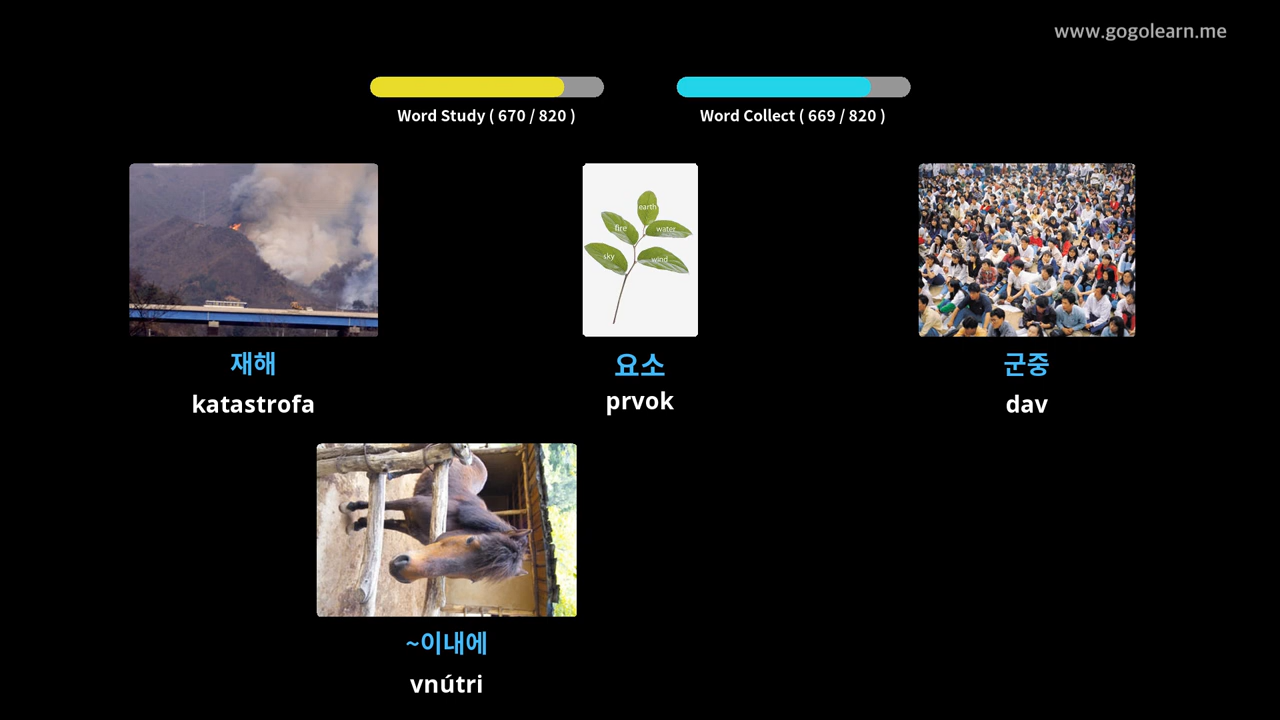 www.gogolearn.me
Word Study ( 670 / 820 )
Word Collect ( 669 / 820 )
earth
fire
water
sky
wind
재해
katastrofa
요소
prvok
군중
dav
~이내에
vnútri